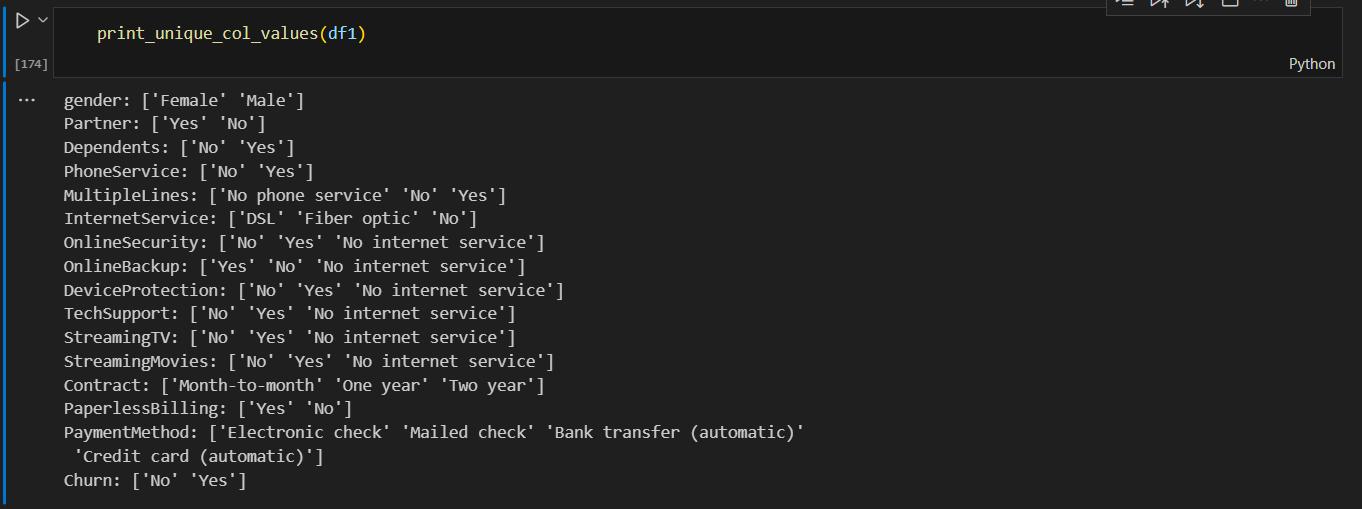 print_unique_col_values(df1)
[174]
Python
gender: ['Female' 'Male']
Partner: ['Yes' 'No']
Dependents: ['No' 'Yes']
PhoneService: ['No' 'Yes']
MultipleLines: ['No phone service' 'No' 'Yes']
InternetService: ['DSL' 'Fiber optic' 'No']
OnlineSecurity: ['No' 'Yes' 'No internet service']
OnlineBackup: ['Yes' 'No' 'No internet service']
DeviceProtection: ['No' 'Yes' 'No internet service']
TechSupport: ['No' 'Yes' 'No internet service']
StreamingTV: ['No' 'Yes' 'No internet service']
StreamingMovies: ['No' 'Yes' 'No internet service']
Contract: ['Month-to-month' 'One year' 'Two year']
PaperlessBilling: ['Yes' 'No']
PaymentMethod: ['Electronic check' 'Mailed check' 'Bank transfer (automatic)'
 'Credit card (automatic)']
Churn: ['No' 'Yes']